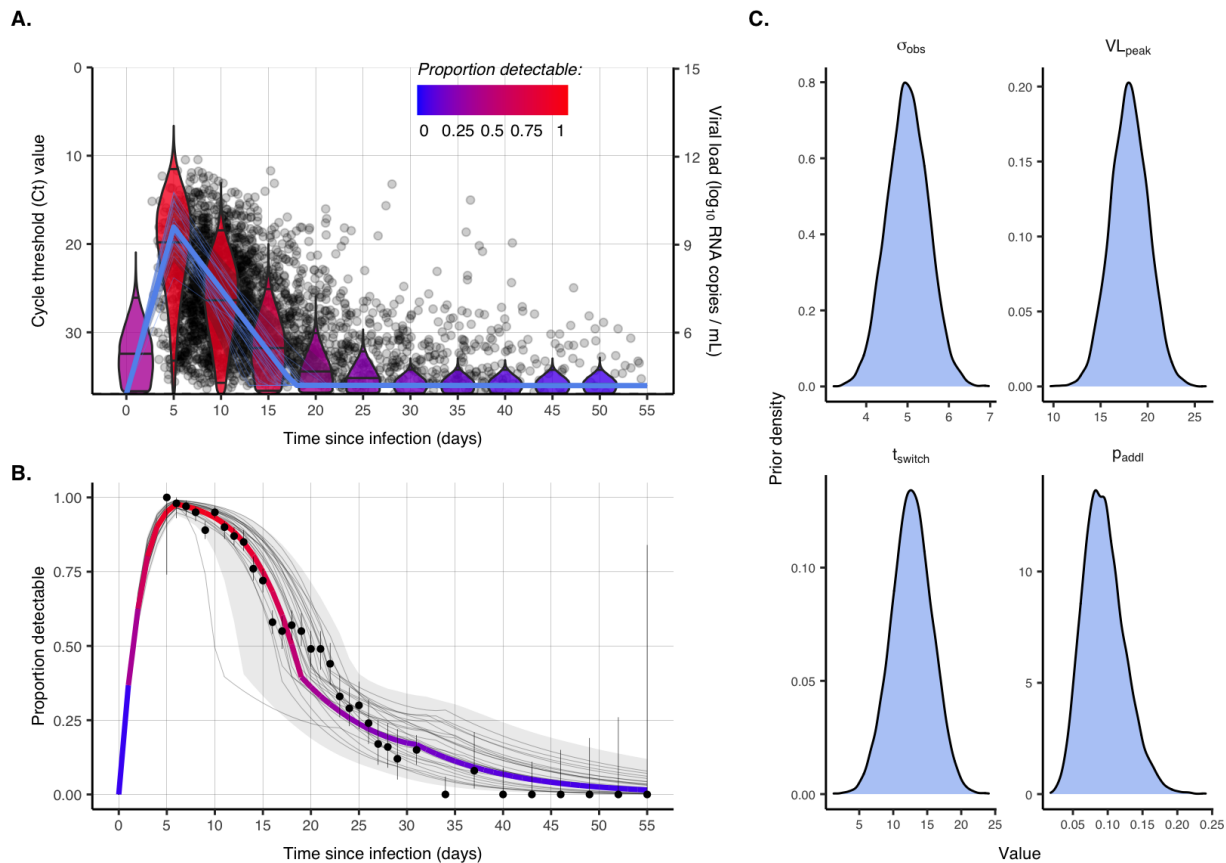 A.
Proportion detectable:
0 0.25 0.5 0.75 1
Cycle threshold (Ct) value
0
10
20
30
15
12
9
6
Viral load (log10 RNA copies / mL)
0 5 10 15 20 25 30 35 40 45 50 55
Time since infection (days)
B.
Proportion detectable
1.00
0.75
0.50
0.25
0.00
0 5 10 15 20 25 30 35 40 45 50 55
Time since infection (days)
C.
Prior density
σobs
0.8
0.6
0.4
0.2
0.0
4 5 6 7
VLpeak
0.20
0.15
0.10
0.05
0.00
10 15 20 25
tswitch
0.10
0.05
0.00
5 10 15 20 25
paddl
10
5
0
0.05 0.10 0.15 0.20 0.25
Value